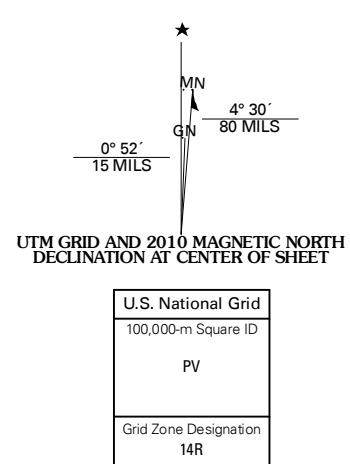 MN
4° 30´
80 MILS
GN
0° 52´
15 MILS
UTM GRID AND 2010 MAGNETIC NORTH
DECLINATION AT CENTER OF SHEET
U.S. National Grid
100,000-m Square ID
PV
Grid Zone Designation
14R